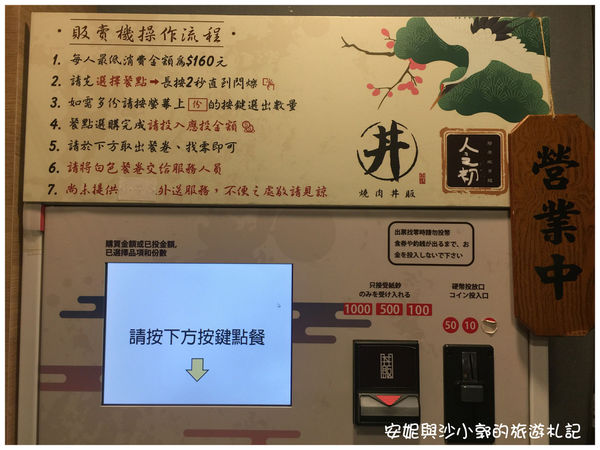 ·販賣機操作流程·
1. 每人最低消費金額為$160元
2. 請先選擇餐點➡長按2秒直到閃爍
3. 如需多份請按螢幕上 份 的按鍵選出數量
4. 餐點選購完成請投入應投金額
5. 請於下方取出餐卷、找零即可
6. 請將白色餐卷交給服務人員
7. 尚未提供 外送服務，不便之處敬請見諒
丼
燒肉丼販
人之初
營業中
購買金額或已投金額,
已選擇品項和份數
請按下方按鍵點餐
出票找零時請勿投幣
食券や釣銭が出るまで、お
金を投入しないで下さい
只接受紙鈔
のみを受け入れる
1000 500 100
硬幣投放口
コイン投入口
50 10
安妮與沙小郭的旅遊札記